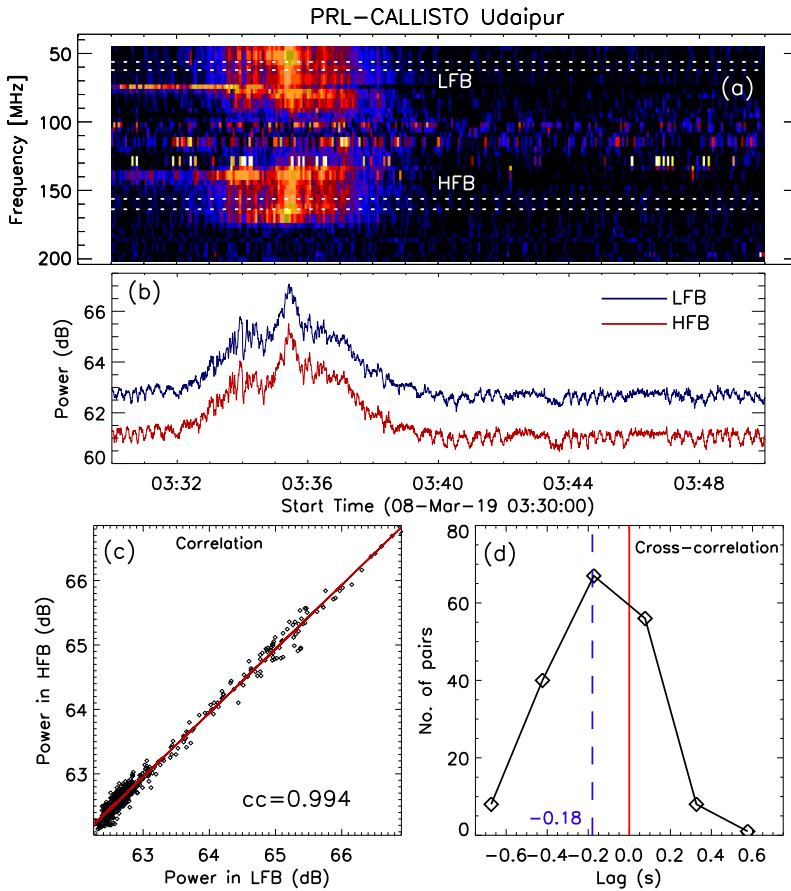 PRL-CALLISTO Udaipur
50
100
150
200
Frequency [MHz]
LFB
HFB
(a)
(b)
66
64
62
60
Power (dB)
LFB
HFB
03:32 03:36 03:40 03:44 03:48
Start Time (08-Mar-19 03:30:00)
(c)
Correlation
66
65
64
63
62
Power in HFB (dB)
cc=0.994
63 64 65 66
Power in LFB (dB)
(d)
Cross-correlation
80
60
40
20
0
No. of pairs
-0.18
-0.6-0.4-0.2 0.0 0.2 0.4 0.6
Lag (s)